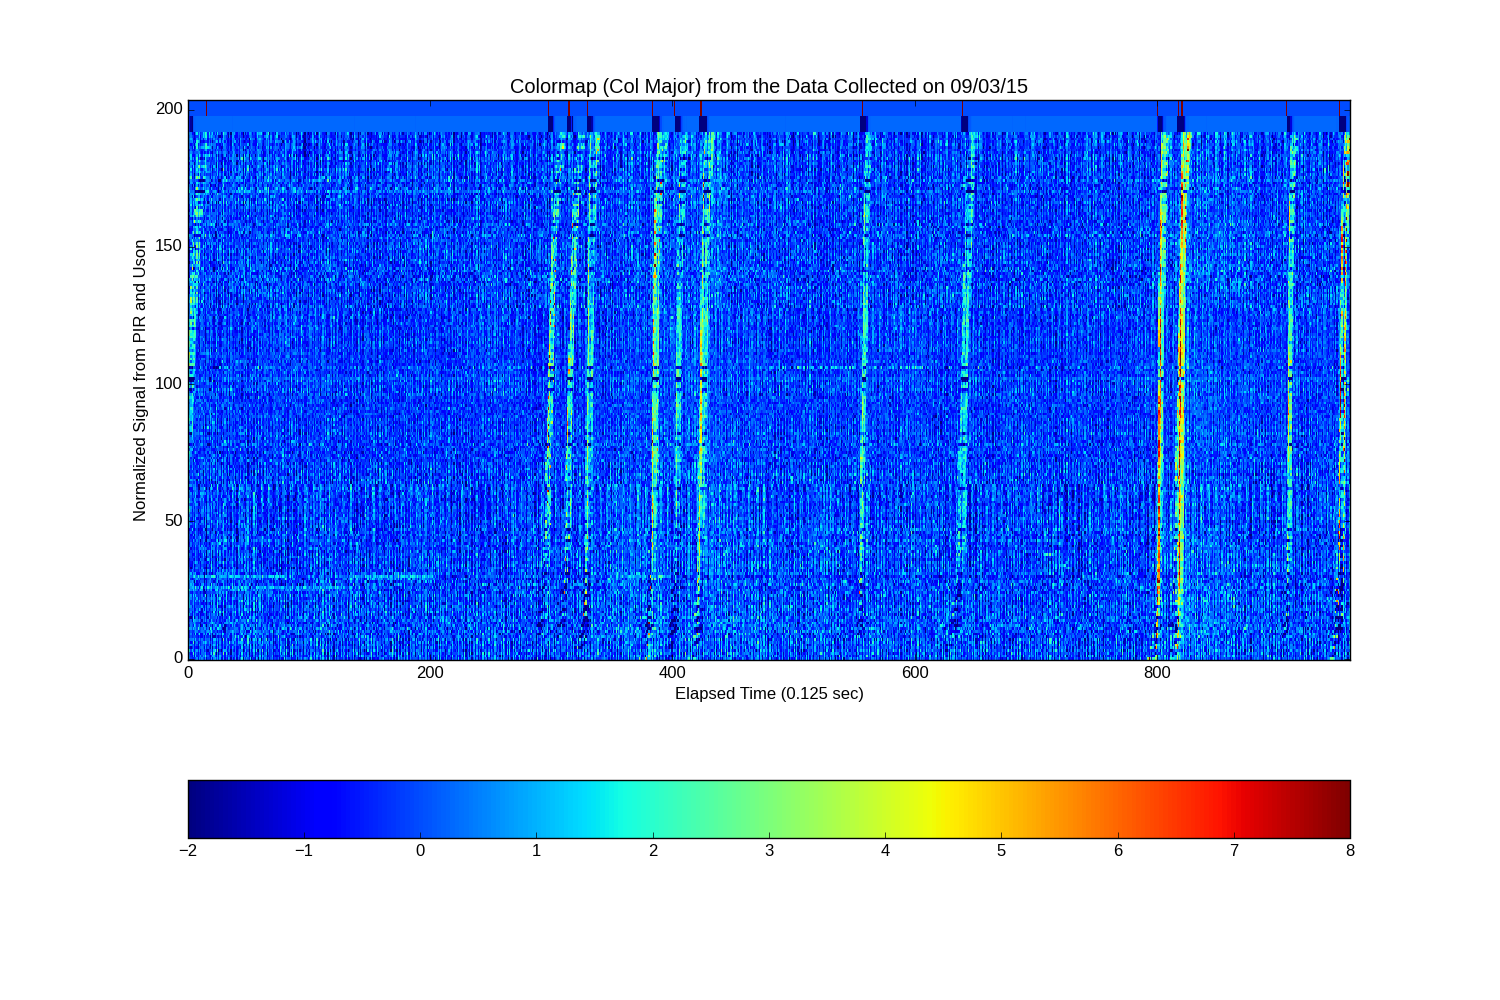 Colormap (Col Major) from the Data Collected on 09/03/15
200
150
100
50
0
Normalized Signal from PIR and Uson
0 200 400 600 800
Elapsed Time (0.125 sec)
−2 −1 0 1 2 3 4 5 6 7 8